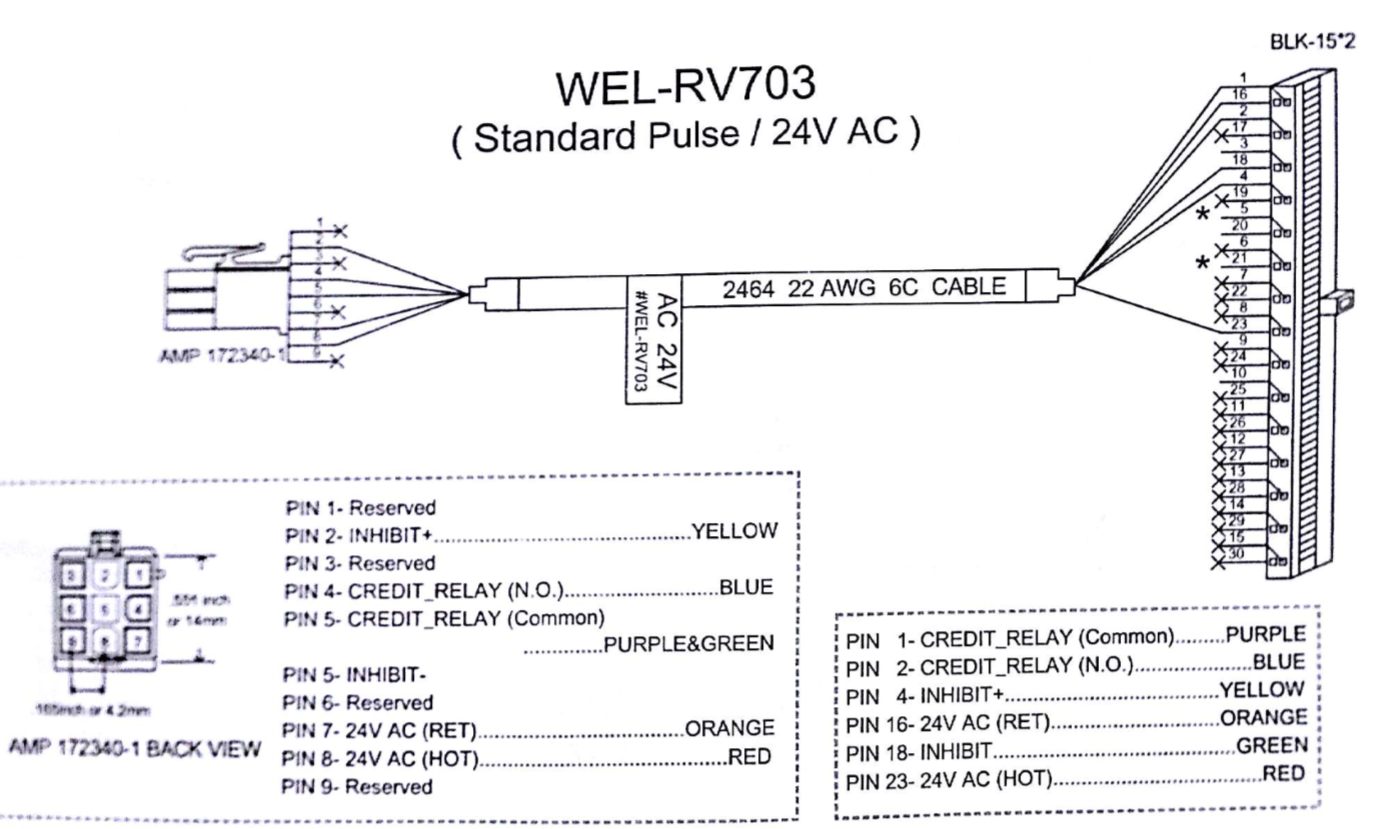 BLK-15*2
WEL-RV703
( Standard Pulse / 24V AC )
1
16
2
17
3
18
4
19
5
20
6
21
7
22
8
23
9
24
10
25
11
26
12
27
13
28
14
29
15
30
*
*
1
2
3
4
5
6
7
8
9
AMP 172340-1
AC 24V
#WEL-RV703
2464 22 AWG 6C CABLE
PIN 1- Reserved
PIN 2- INHIBIT+..........YELLOW
PIN 3- Reserved
PIN 4- CREDIT_RELAY (N.O.)..........BLUE
PIN 5- CREDIT_RELAY (Common)
..........PURPLE&GREEN
PIN 5- INHIBIT-
PIN 6- Reserved
PIN 7- 24V AC (RET)..........ORANGE
PIN 8- 24V AC (HOT)..........RED
PIN 9- Reserved
3 2 1
6 5 4
9 8 7
or 14mm
or 4.2mm
AMP 172340-1 BACK VIEW
PIN 1- CREDIT_RELAY (Common)..........PURPLE
PIN 2- CREDIT_RELAY (N.O.)..........BLUE
PIN 4- INHIBIT+..........YELLOW
PIN 16- 24V AC (RET)..........ORANGE
PIN 18- INHIBIT..........GREEN
PIN 23- 24V AC (HOT)..........RED